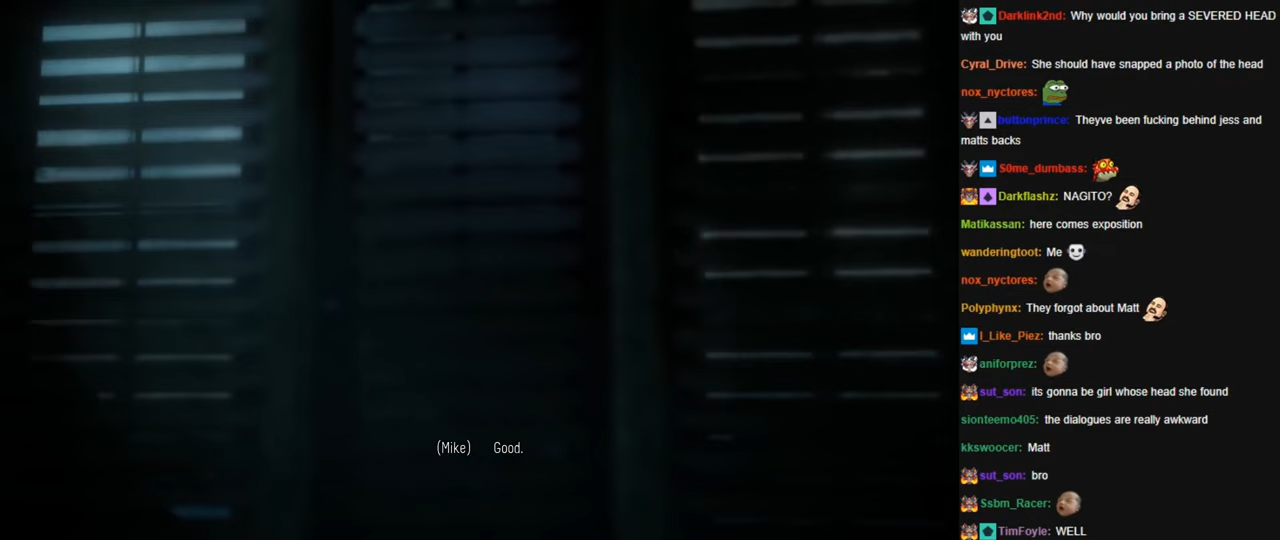 Darklink2nd: Why would you bring a SEVERED HEAD
with you
Cyral_Drive: She should have snapped a photo of the head
nox_nyctores:
buttonprince: Theyve been fucking behind jess and
matts backs
S0me_dumbass:
Darkflashz: NAGITO?
Matikassan: here comes exposition
wanderingtoot: Me
nox_nyctores:
Polyphynx: They forgot about Matt
I_Like_Piez: thanks bro
aniforprez:
sut_son: its gonna be girl whose head she found
sionteemo405: the dialogues are really awkward
kkswoocer: Matt
(Mike) Good.
sut_son: bro
Ssbm_Racer:
TimFoyle: WELL